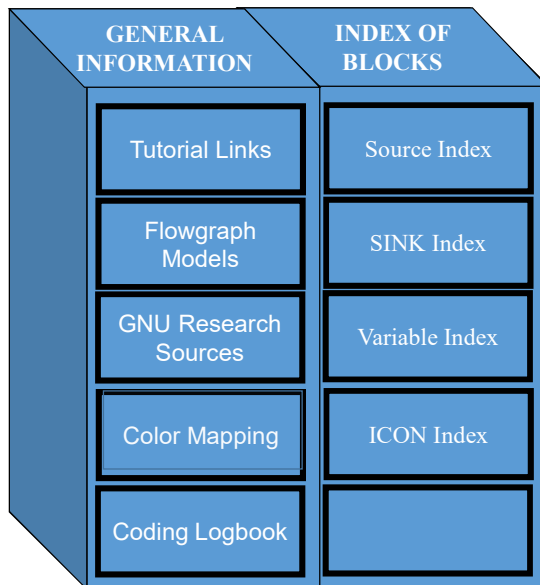 GENERAL
INFORMATION
Tutorial Links
Flowgraph
Models
GNU Research
Sources
Color Mapping
Coding Logbook
INDEX OF
BLOCKS
Source Index
SINK Index
Variable Index
ICON Index